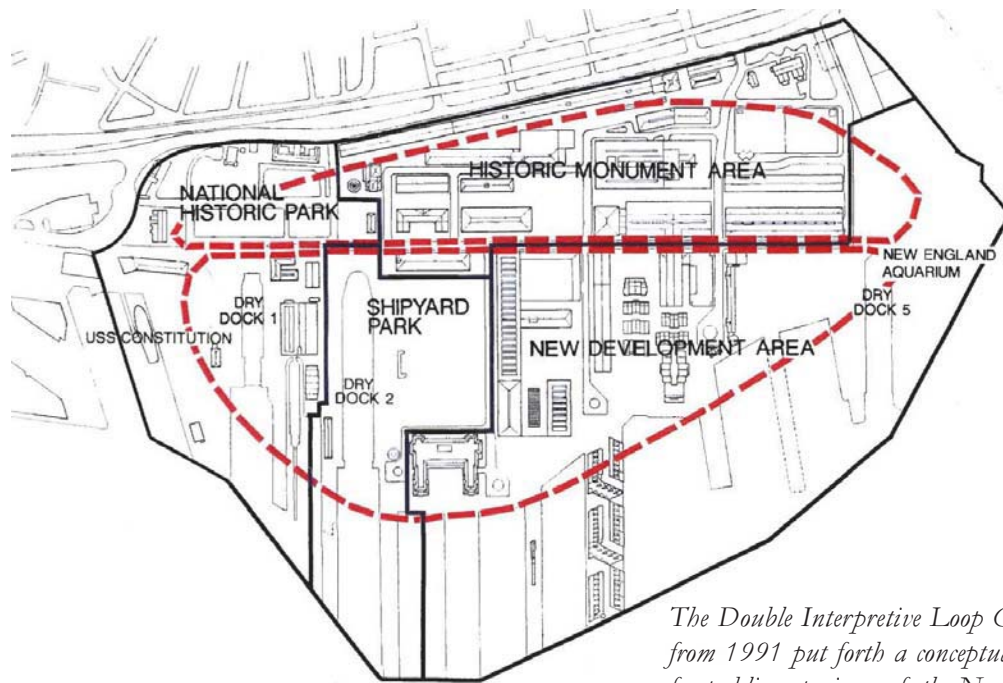 NATIONAL
HISTORIC PARK
HISTORIC MONUMENT AREA
NEW ENGLAND
AQUARIUM
DRY
DOCK 5
DRY
DOCK 1
USS CONSTITUTION
SHIPYARD
PARK
DRY
DOCK 2
NEW DEVELOPMENT AREA
The Double Interpretive Loop
from 1991 put forth a conceptua